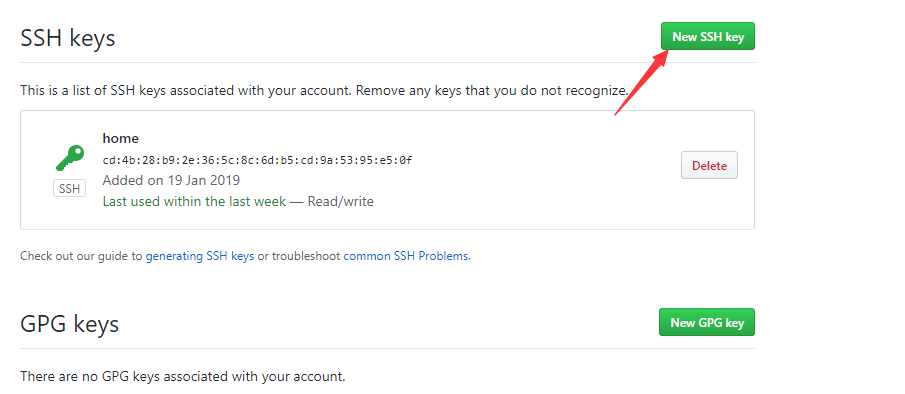 SSH keys
New SSH key
This is a list of SSH keys associated with your account. Remove any keys that you do not recognize.
home
cd:4b:28:b9:2e:36:5c:8c:6d:b5:cd:9a:53:95:e5:0f
SSH
Added on 19 Jan 2019
Last used within the last week — Read/write
Delete
Check out our guide to generating SSH keys or troubleshoot common SSH Problems.
GPG keys
New GPG key
There are no GPG keys associated with your account.